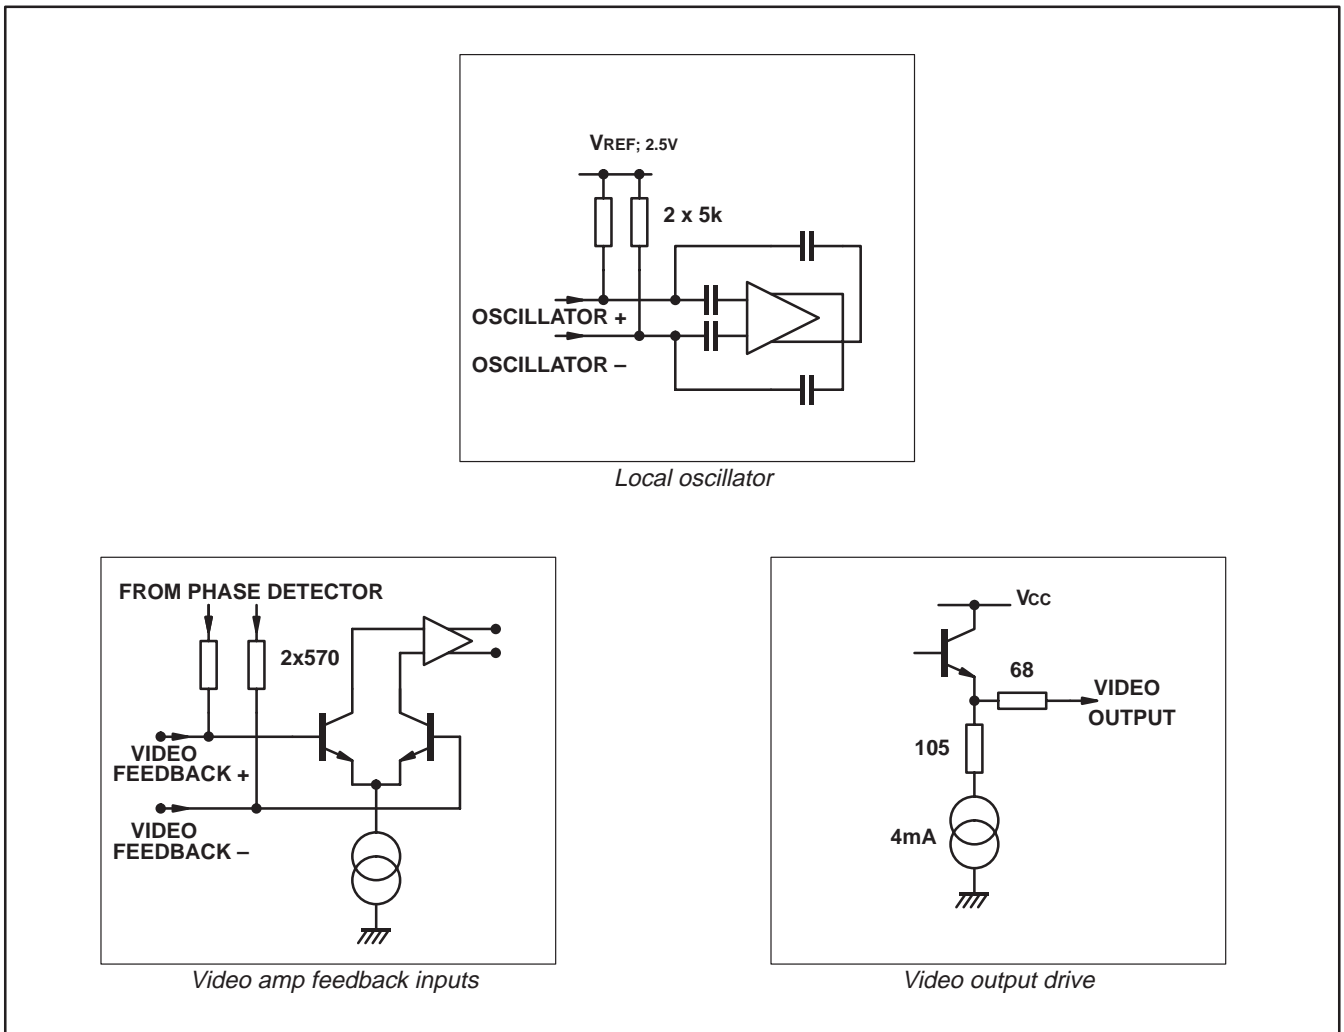 VREF; 2.5V
2 x 5k
OSCILLATOR +
OSCILLATOR –
Local oscillator
FROM PHASE DETECTOR
2x570
VIDEO
FEEDBACK +
VIDEO
FEEDBACK –
Video amp feedback inputs
VCC
68
VIDEO
OUTPUT
105
4mA
Video output drive